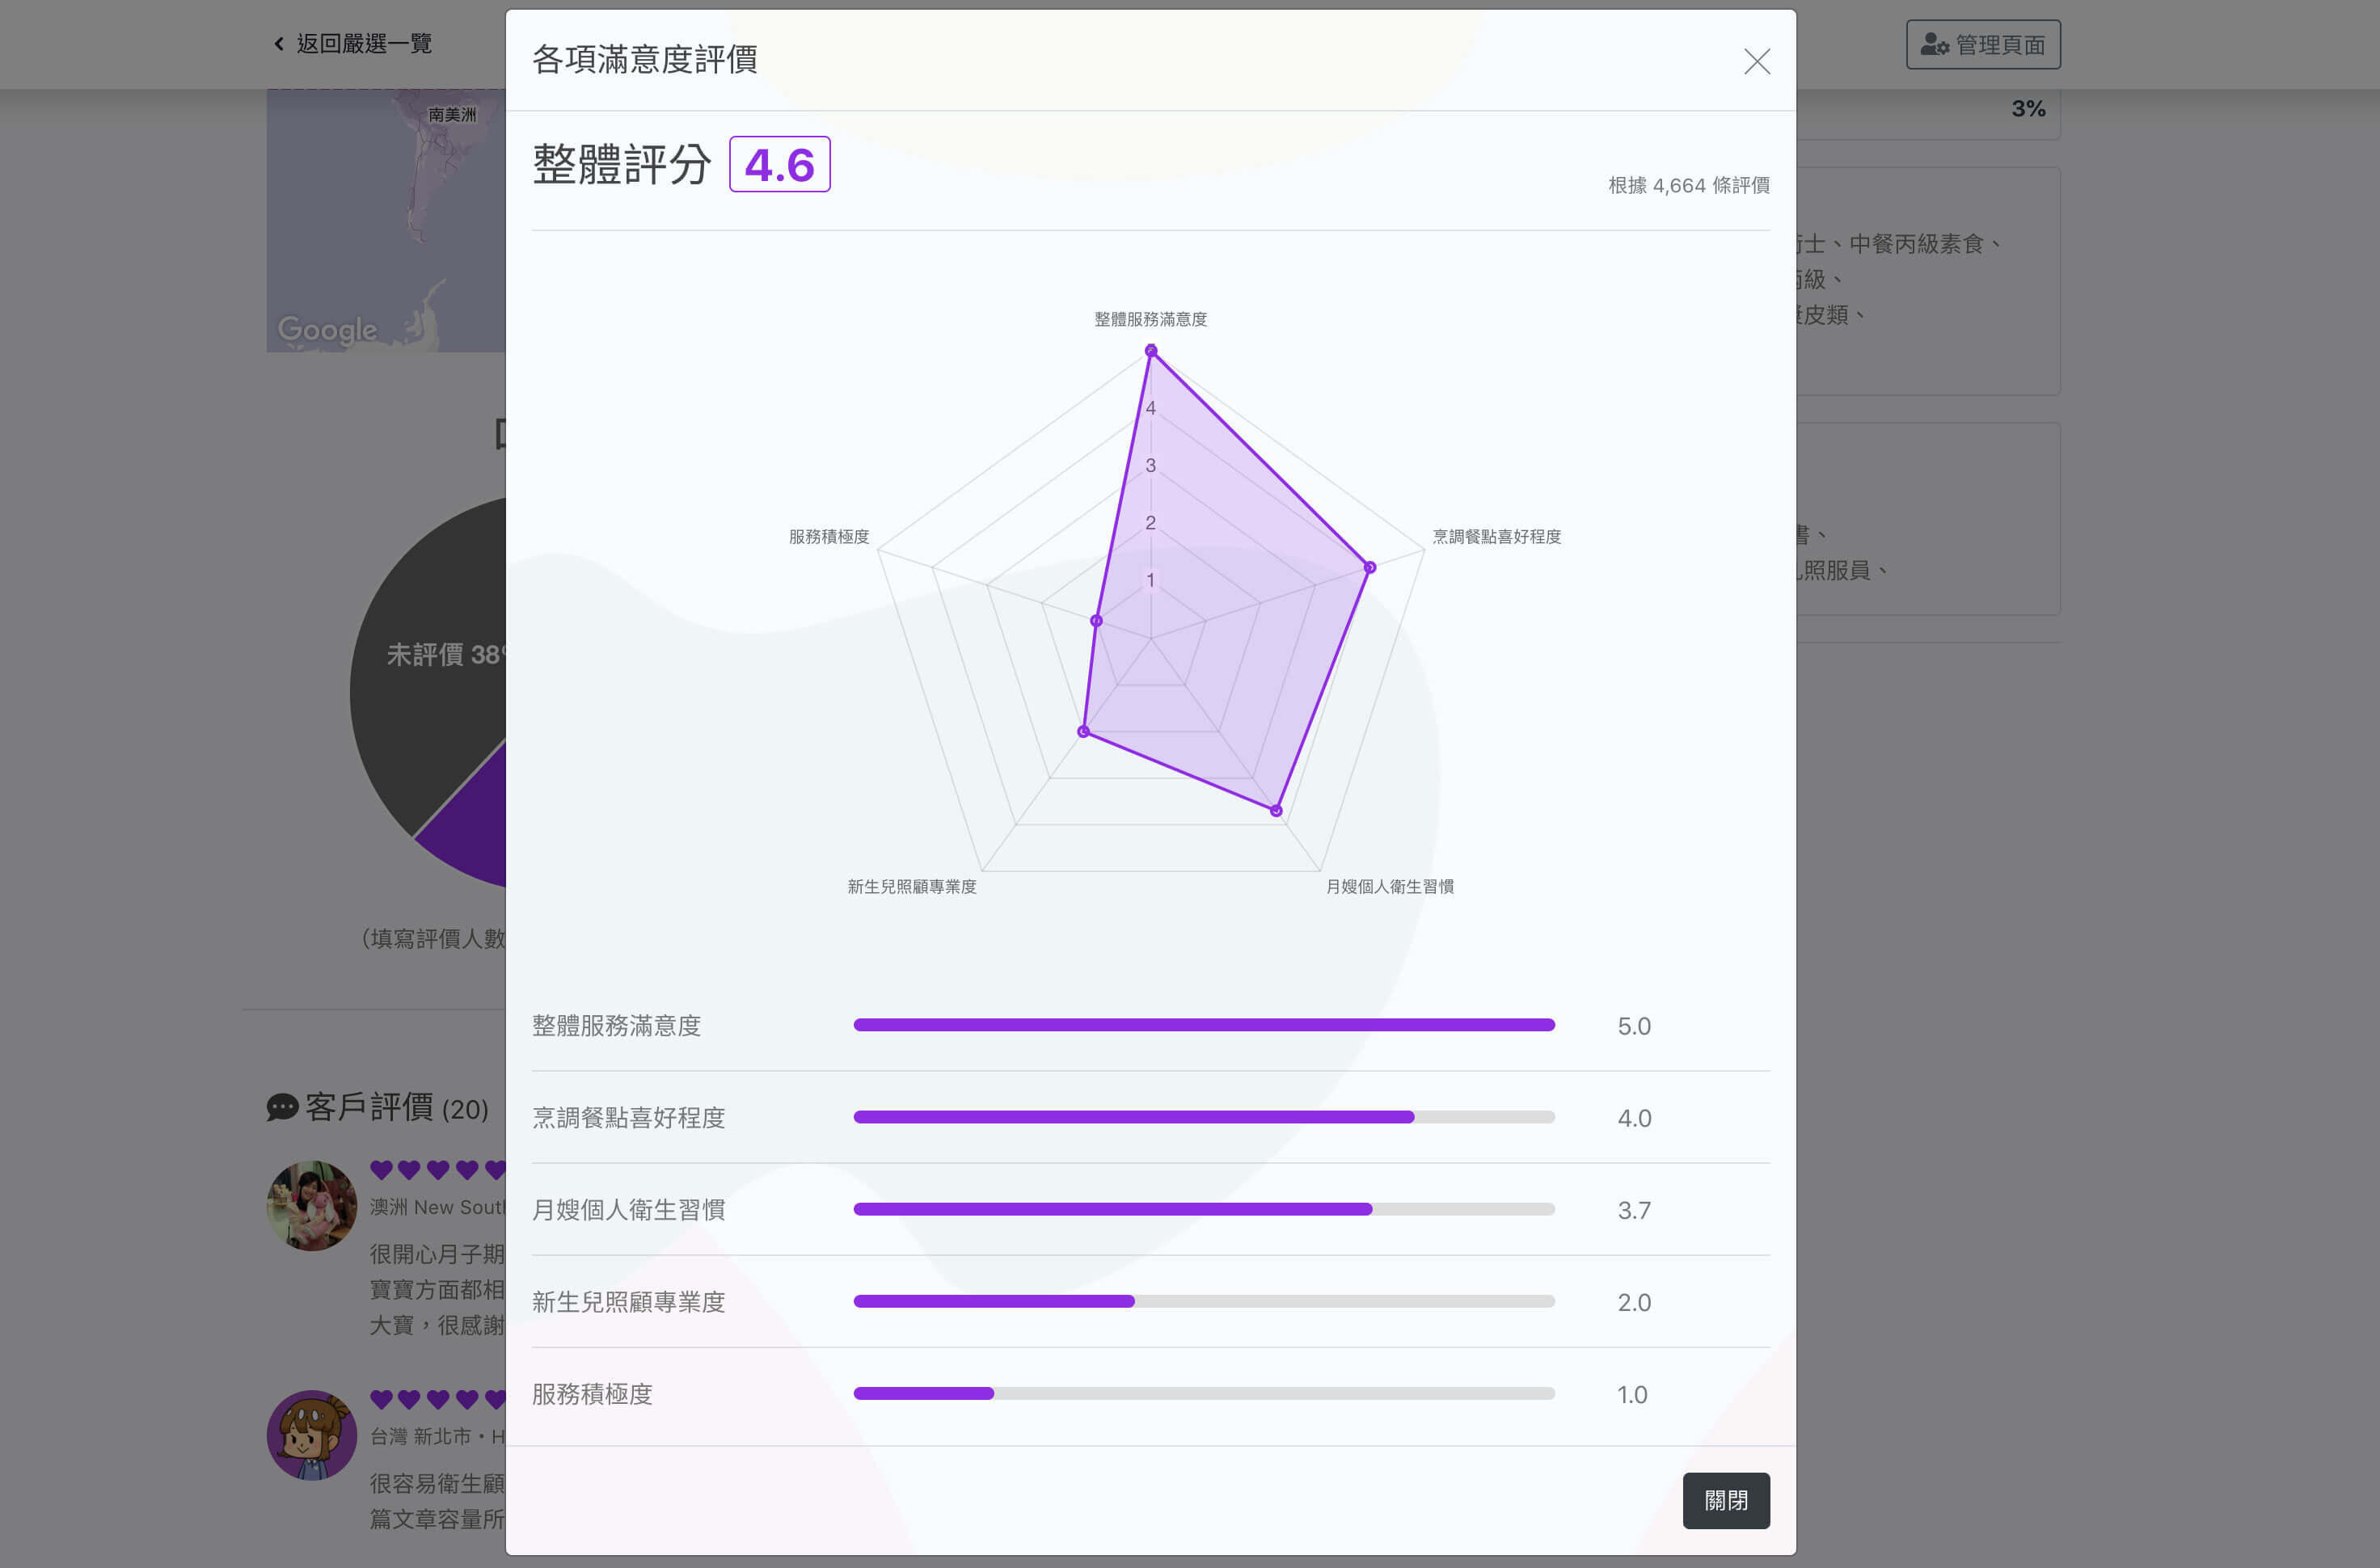 返回嚴選一覽
管理頁面
各項滿意度評價
整體評分 4.6
根據 4,664 條評價
南美洲
Google
3%
士、中餐丙級素食、
級、
皮類、
整體服務滿意度
4
3
2
1
服務積極度
烹調餐點喜好程度
新生兒照顧專業度
月嫂個人衛生習慣
書、
照服員、
未評價 38
（填寫評價人數
整體服務滿意度 5.0
烹調餐點喜好程度 4.0
月嫂個人衛生習慣 3.7
新生兒照顧專業度 2.0
服務積極度 1.0
客戶評價 (20)
澳洲 New Sout
很開心月子期
寶寶方面都相
大寶，很感謝
台灣 新北市・H
很容易衛生顧
篇文章容量所
關閉